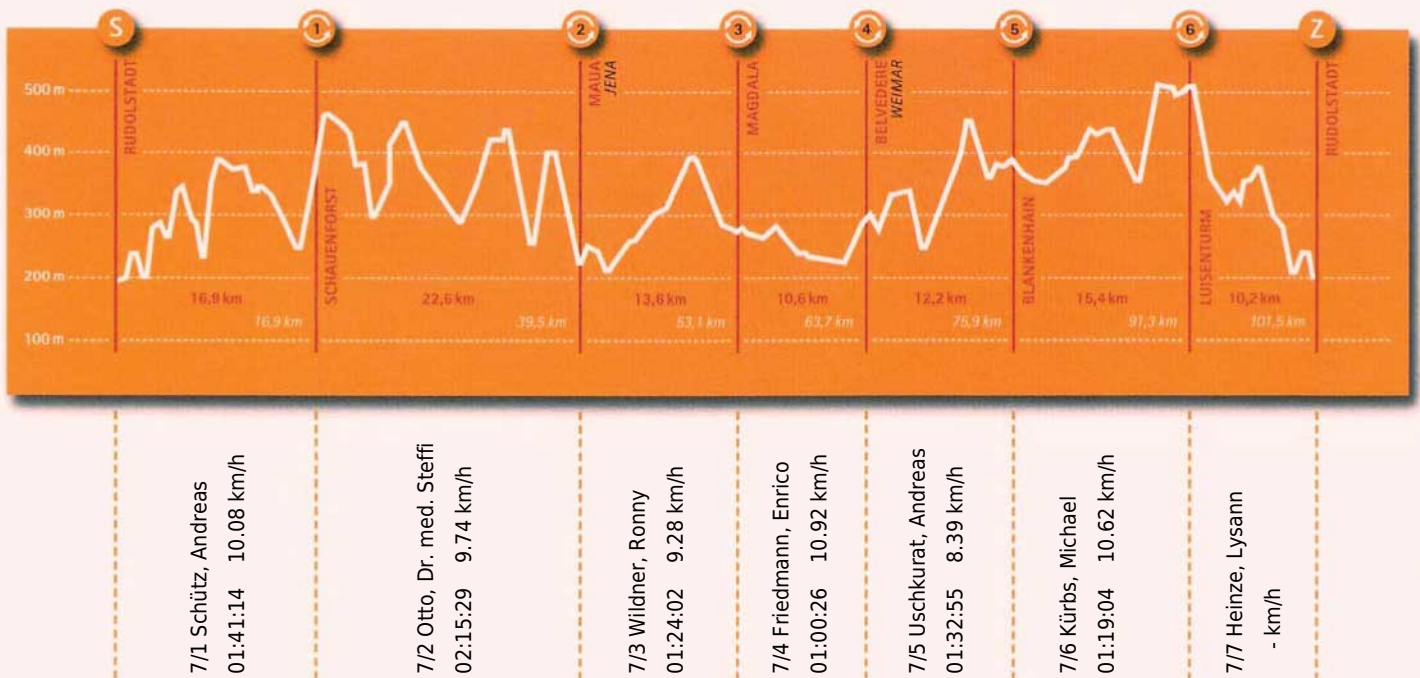 S
1
2
3
4
5
6
Z
500 m
400 m
300 m
200 m
100 m
RUDOLSTADT
SCHAUENFORST
MAUA
JENA
MAGDALA
BELVEDERE
WEIMAR
BLANKENHAIN
LUISENTURM
RUDOLSTADT
16,9 km
22,6 km
13,6 km
10,6 km
12,2 km
15,4 km
10,2 km
16,9 km
39,5 km
53,1 km
63,7 km
75,9 km
91,3 km
101,5 km
7/1 Schütz, Andreas
01:41:14 10.08 km/h
7/2 Otto, Dr. med. Steffi
02:15:29 9.74 km/h
7/3 Wildner, Ronny
01:24:02 9.28 km/h
7/4 Friedmann, Enrico
01:00:26 10.92 km/h
7/5 Uschkurat, Andreas
01:32:55 8.39 km/h
7/6 Kürbs, Michael
01:19:04 10.62 km/h
7/7 Heinze, Lysann
- km/h